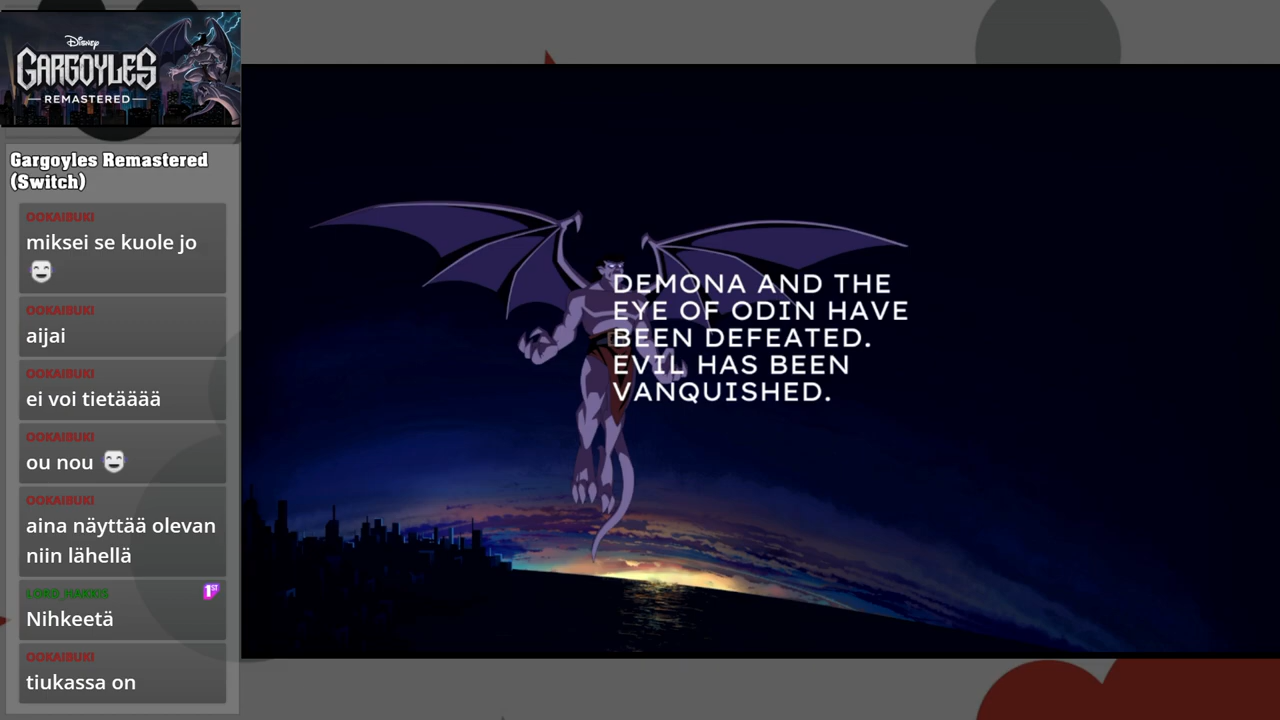 Disney
GARGOYLES
REMASTERED
Gargoyles Remastered
(Switch)
OOKAIBUKI
miksei se kuole jo
OOKAIBUKI
aijai
OOKAIBUKI
ei voi tietääää
OOKAIBUKI
ou nou
OOKAIBUKI
aina näyttää olevan
niin lähellä
1ST
Nihkeetä
OOKAIBUKI
tiukassa on
DEMONA AND THE
EYE OF ODIN HAVE
BEEN DEFEATED.
EVIL HAS BEEN
VANQUISHED.